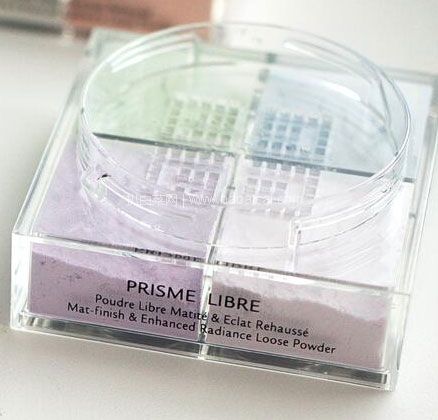 PRISME LIBRE
Poudre Libre Matité & Eclat Rehaussé
Mat-finish & Enhanced Radiance Loose Powder